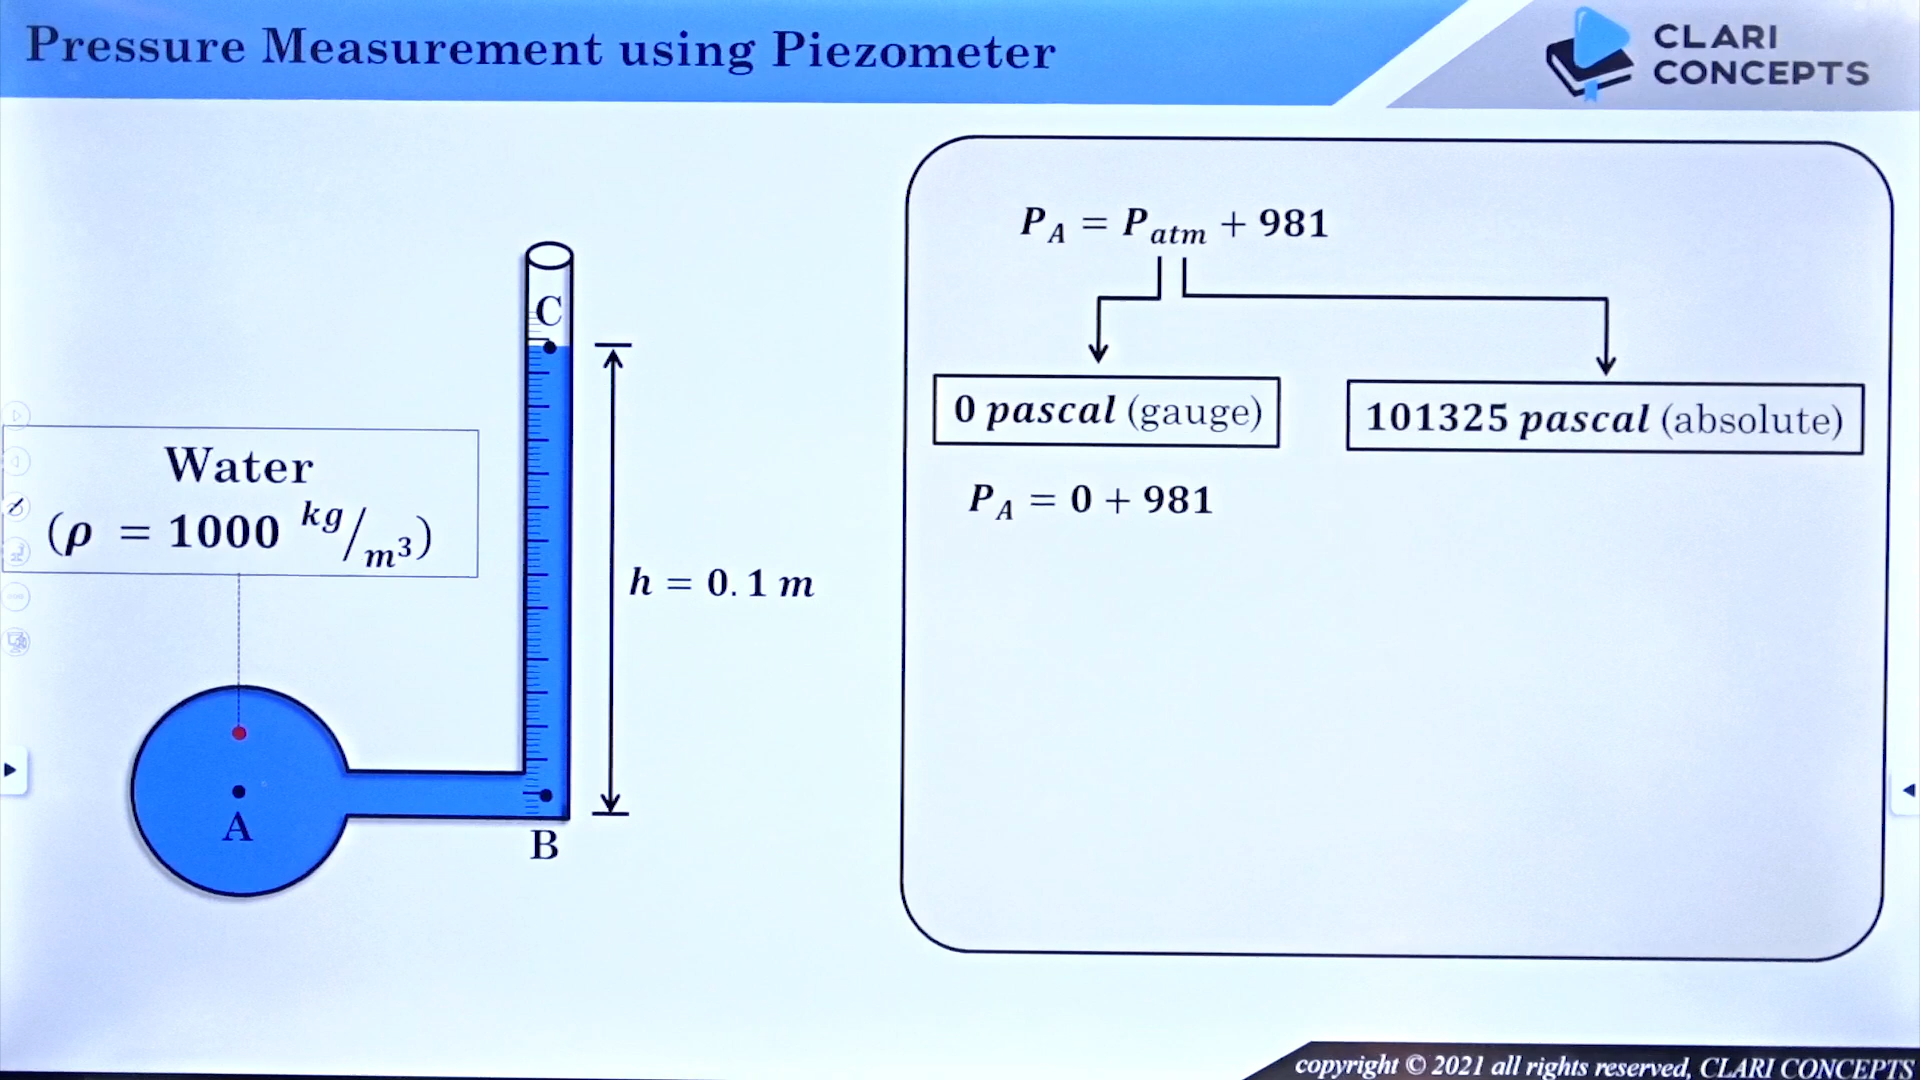 Pressure Measurement using Piezometer
CLARI
CONCEPTS
P_A = P_atm + 981
0 pascal (gauge)
101325 pascal (absolute)
P_A = 0 + 981
C
Water
(ρ = 1000 kg/m³)
h = 0.1 m
A
B
copyright © 2021 all rights reserved, CLARI CONCEPTS